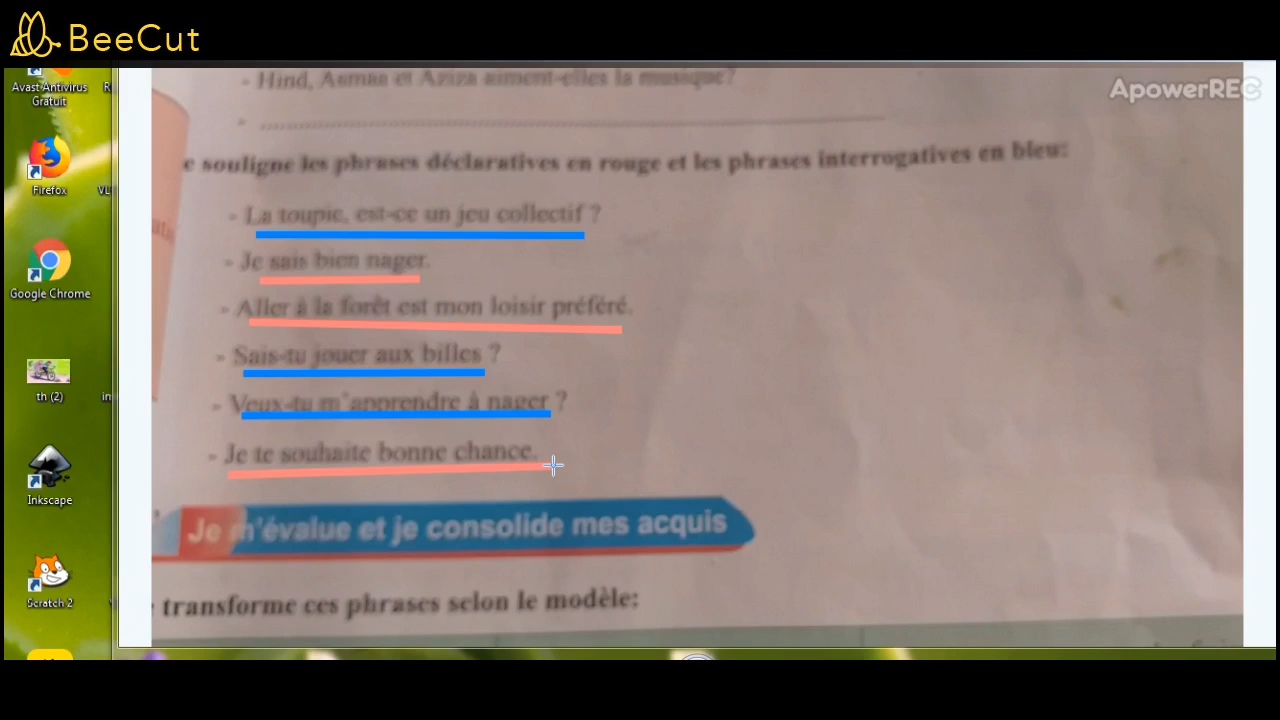 BeeCut
ApowerREC
Avast Antivirus
Gratuit
R
Firefox
VL
Google Chrome
th (2)
in
Inkscape
Scratch 2
- Hind, Asmaa et Aziza aiment-elles la musique?
e souligne les phrases déclaratives en rouge et les phrases interrogatives en bleu:
- La toupie, est-ce un jeu collectif ?
- Je sais bien nager.
- Aller à la forêt est mon loisir préféré.
- Sais-tu jouer aux billes ?
- Veux-tu m'apprendre à nager ?
- Je te souhaite bonne chance.
Je m'évalue et je consolide mes acquis
transforme ces phrases selon le modèle: